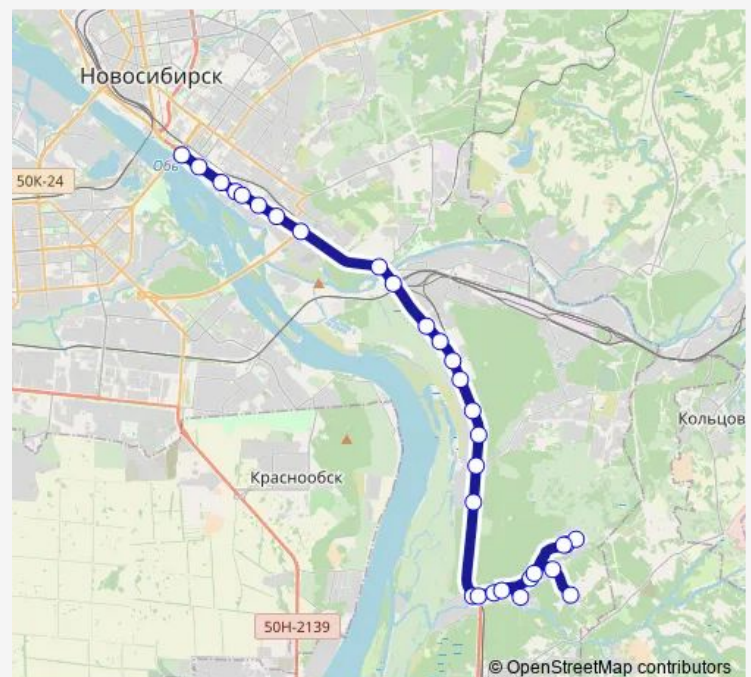 Новосибирск
Обь
50К-24
Кольцов
Краснообск
50Н-2139
© OpenStreetMap contributors